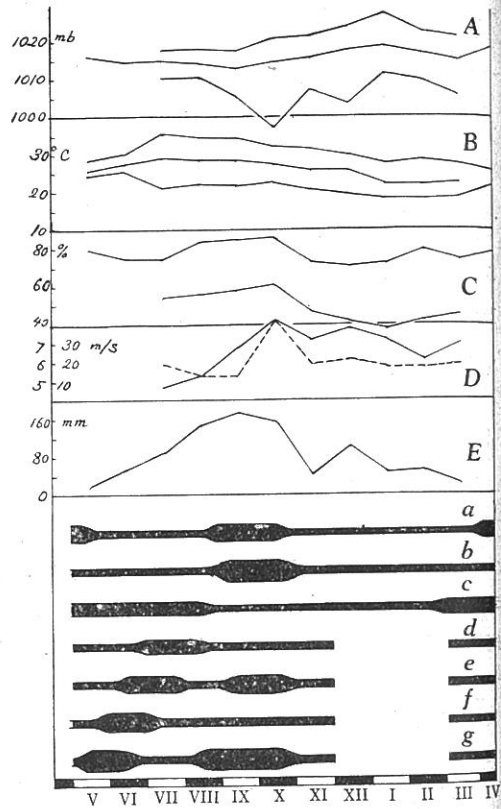 A
1020 mb
1010
1000
B
30°C
20
10
80 %
C
60
40
7 30 m/s
6 20
D
5 10
160 mm
E
80
0
a
b
c
d
e
f
g
V VI VII VIII IX X XI XII I II III IV